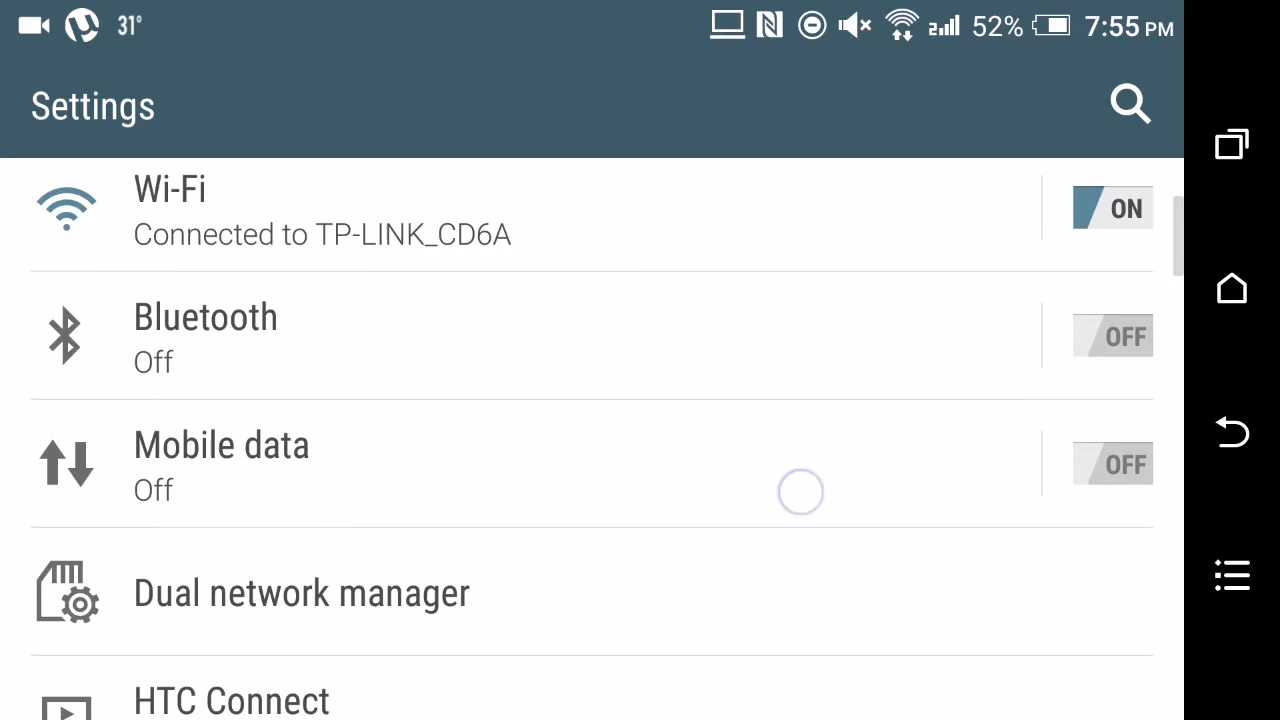 31°
2 52% 7:55 PM
Settings
Wi-Fi
Connected to TP-LINK_CD6A
ON
Bluetooth
Off
OFF
Mobile data
Off
OFF
Dual network manager
HTC Connect